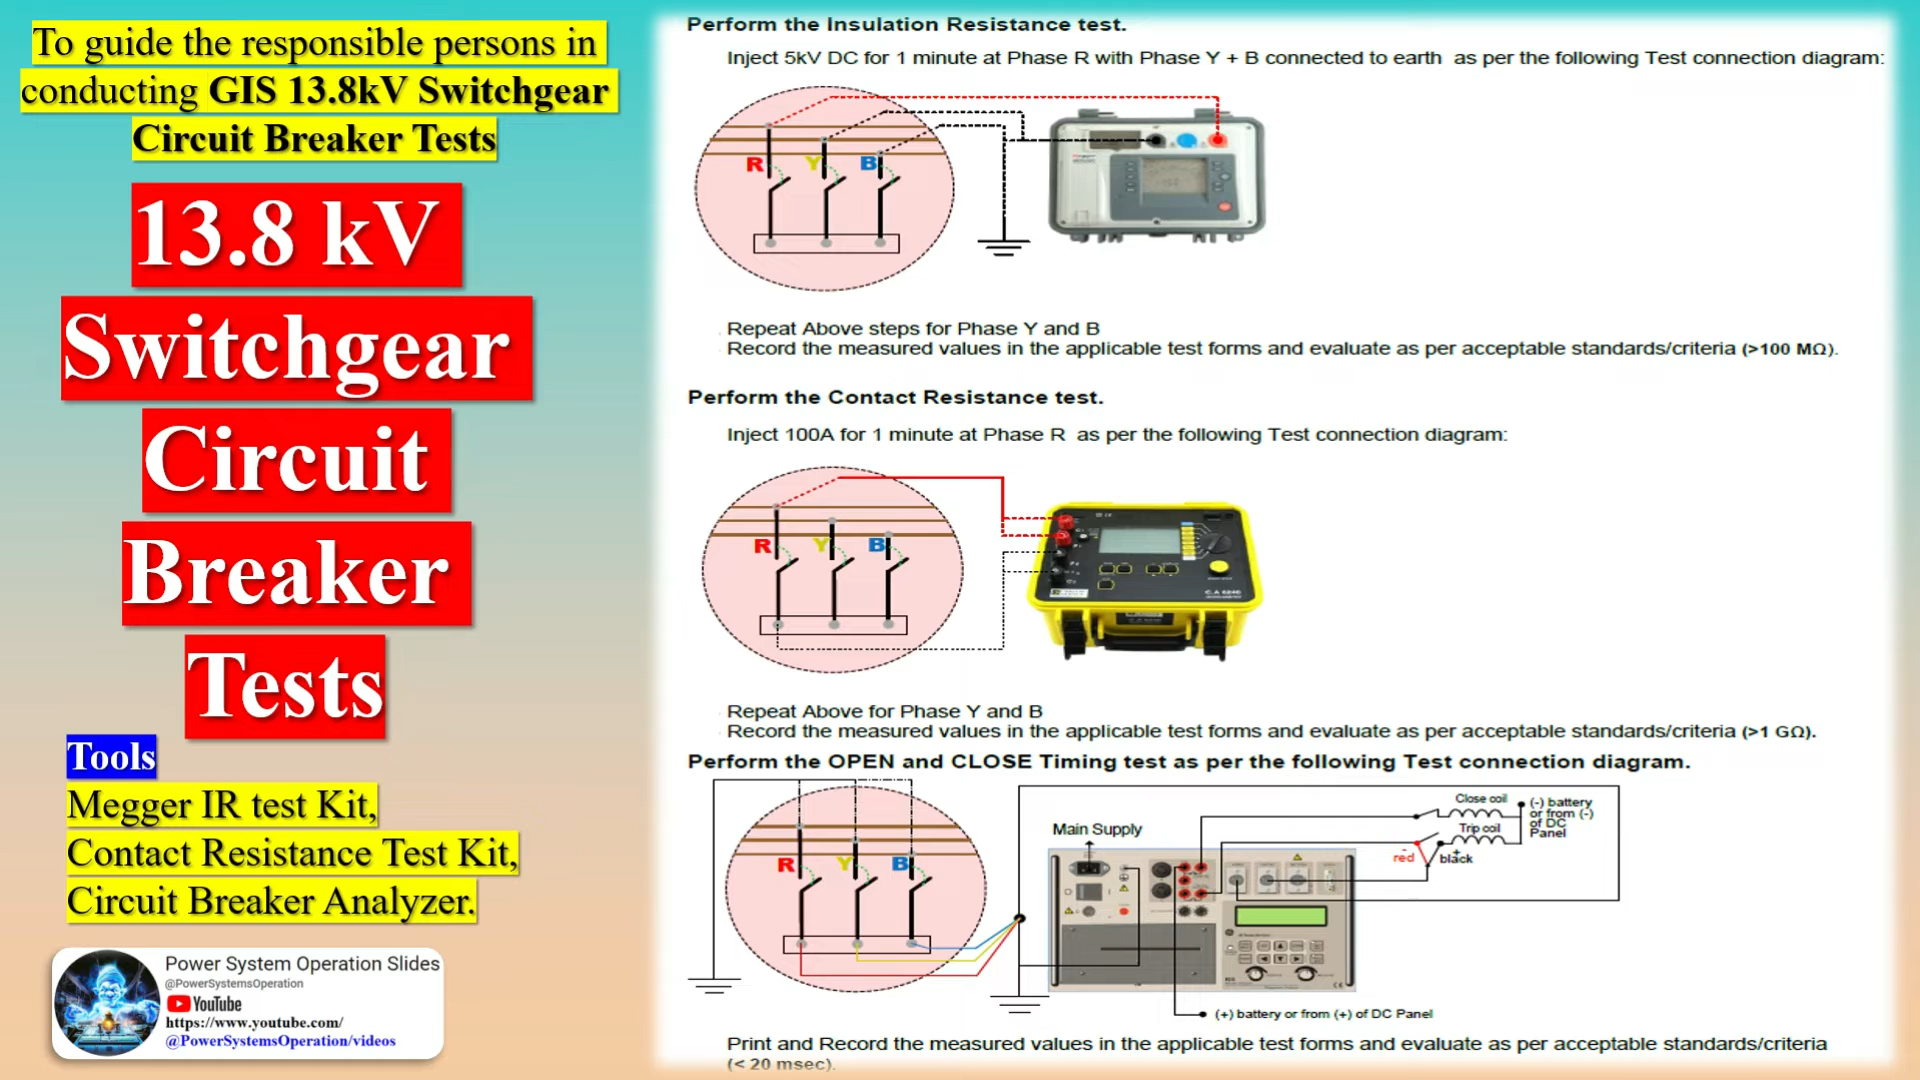 To guide the responsible persons in
conducting GIS 13.8kV Switchgear
Circuit Breaker Tests
13.8 kV
Switchgear
Circuit
Breaker
Tests
Tools
Megger IR test Kit,
Contact Resistance Test Kit,
Circuit Breaker Analyzer.
Power System Operation Slides
@PowerSystemsOperation
YouTube
https://www.youtube.com/
@PowerSystemsOperation/videos
Perform the Insulation Resistance test.
Inject 5kV DC for 1 minute at Phase R with Phase Y + B connected to earth as per the following Test connection diagram:
R Y B
Repeat Above steps for Phase Y and B
Record the measured values in the applicable test forms and evaluate as per acceptable standards/criteria (>100 MΩ).
Perform the Contact Resistance test.
Inject 100A for 1 minute at Phase R as per the following Test connection diagram:
R Y B
C.A 6240
Repeat Above for Phase Y and B
Record the measured values in the applicable test forms and evaluate as per acceptable standards/criteria (>1 GΩ).
Perform the OPEN and CLOSE Timing test as per the following Test connection diagram.
R Y B
Main Supply
Close coil
Trip coil
(-) battery
or from (-)
of DC
Panel
- +
red black
(+) battery or from (+) of DC Panel
Print and Record the measured values in the applicable test forms and evaluate as per acceptable standards/criteria
(< 20 msec).